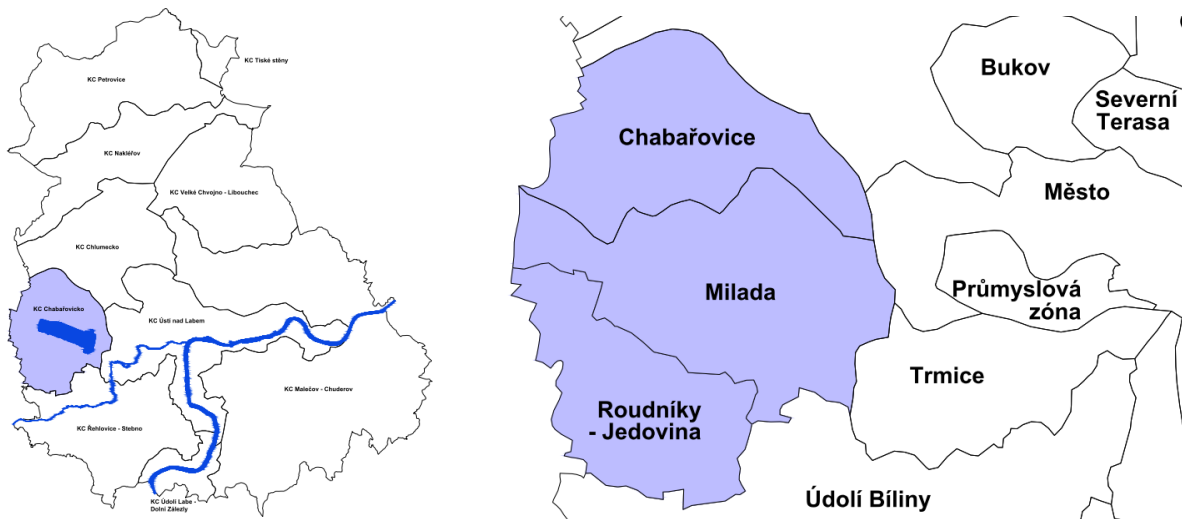 KC Tiské stěny
KC Petrovice
KC Nakléřov
KC Velké Chvojno - Libouchec
KC Chlumecko
KC Chabařovicko
KC Ústí nad Labem
KC Malečov - Chuderov
KC Řehlovice - Stebno
KC Údolí Labe -
Dolní Zálezly
Bukov
Severní
Terasa
Chabařovice
Město
Milada
Průmyslová
zóna
Trmice
Roudníky
- Jedovina
Údolí Bíliny